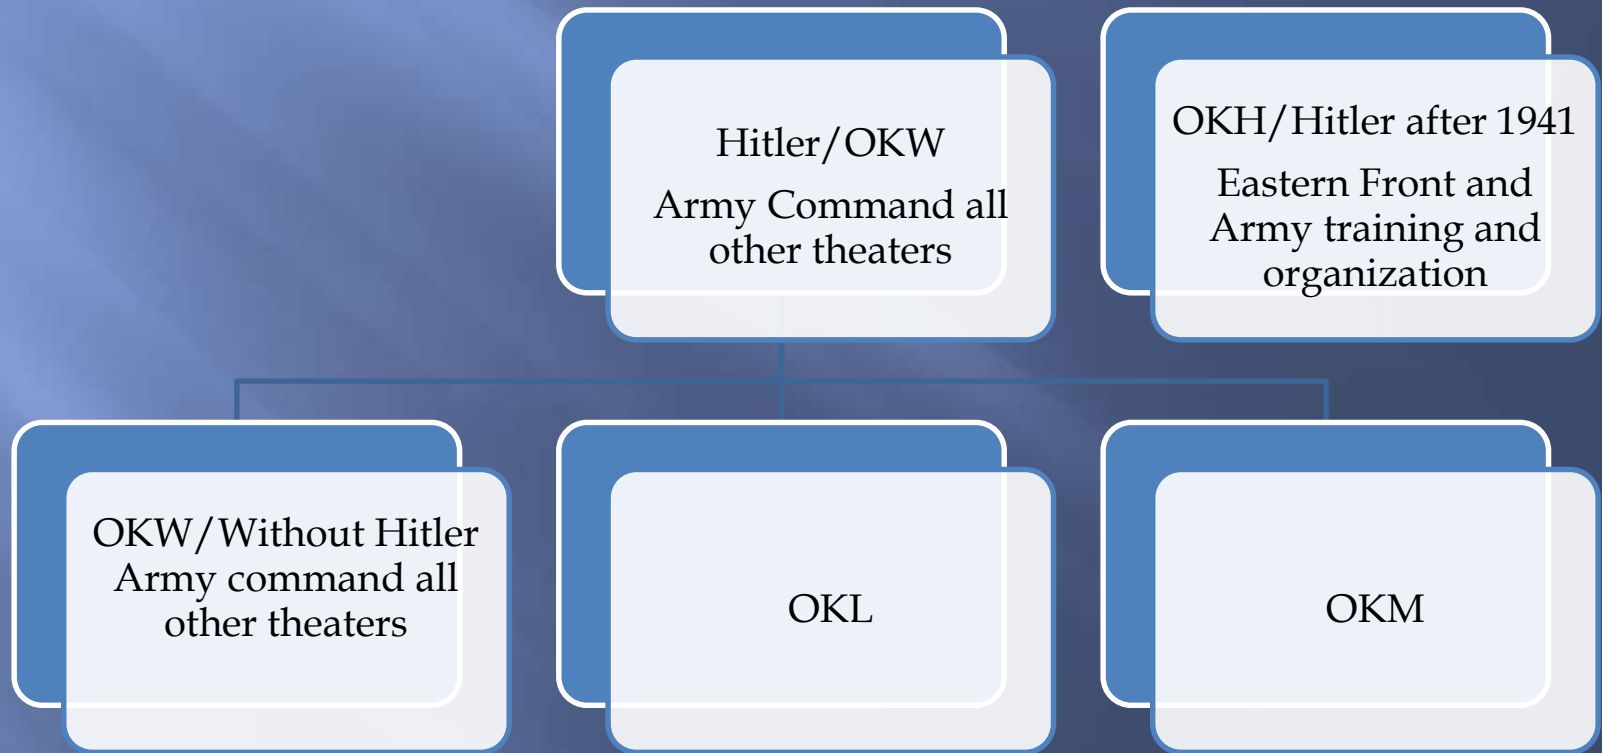 Hitler/OKW
Army Command all
other theaters
OKH/Hitler after 1941
Eastern Front and
Army training and
organization
OKW/Without Hitler
Army command all
other theaters
OKL
OKM